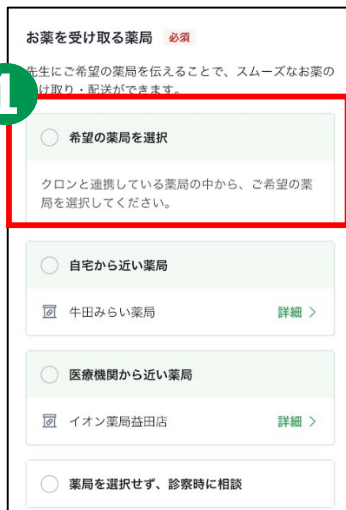 お薬を受け取る薬局 必須
先生にご希望の薬局を伝えることで、スムーズなお薬の
け取り・配送ができます。
1
希望の薬局を選択
クロンと連携している薬局の中から、ご希望の薬
局を選択してください。
自宅から近い薬局
牛田みらい薬局 詳細 >
医療機関から近い薬局
イオン薬局益田店 詳細 >
薬局を選択せず、診察時に相談